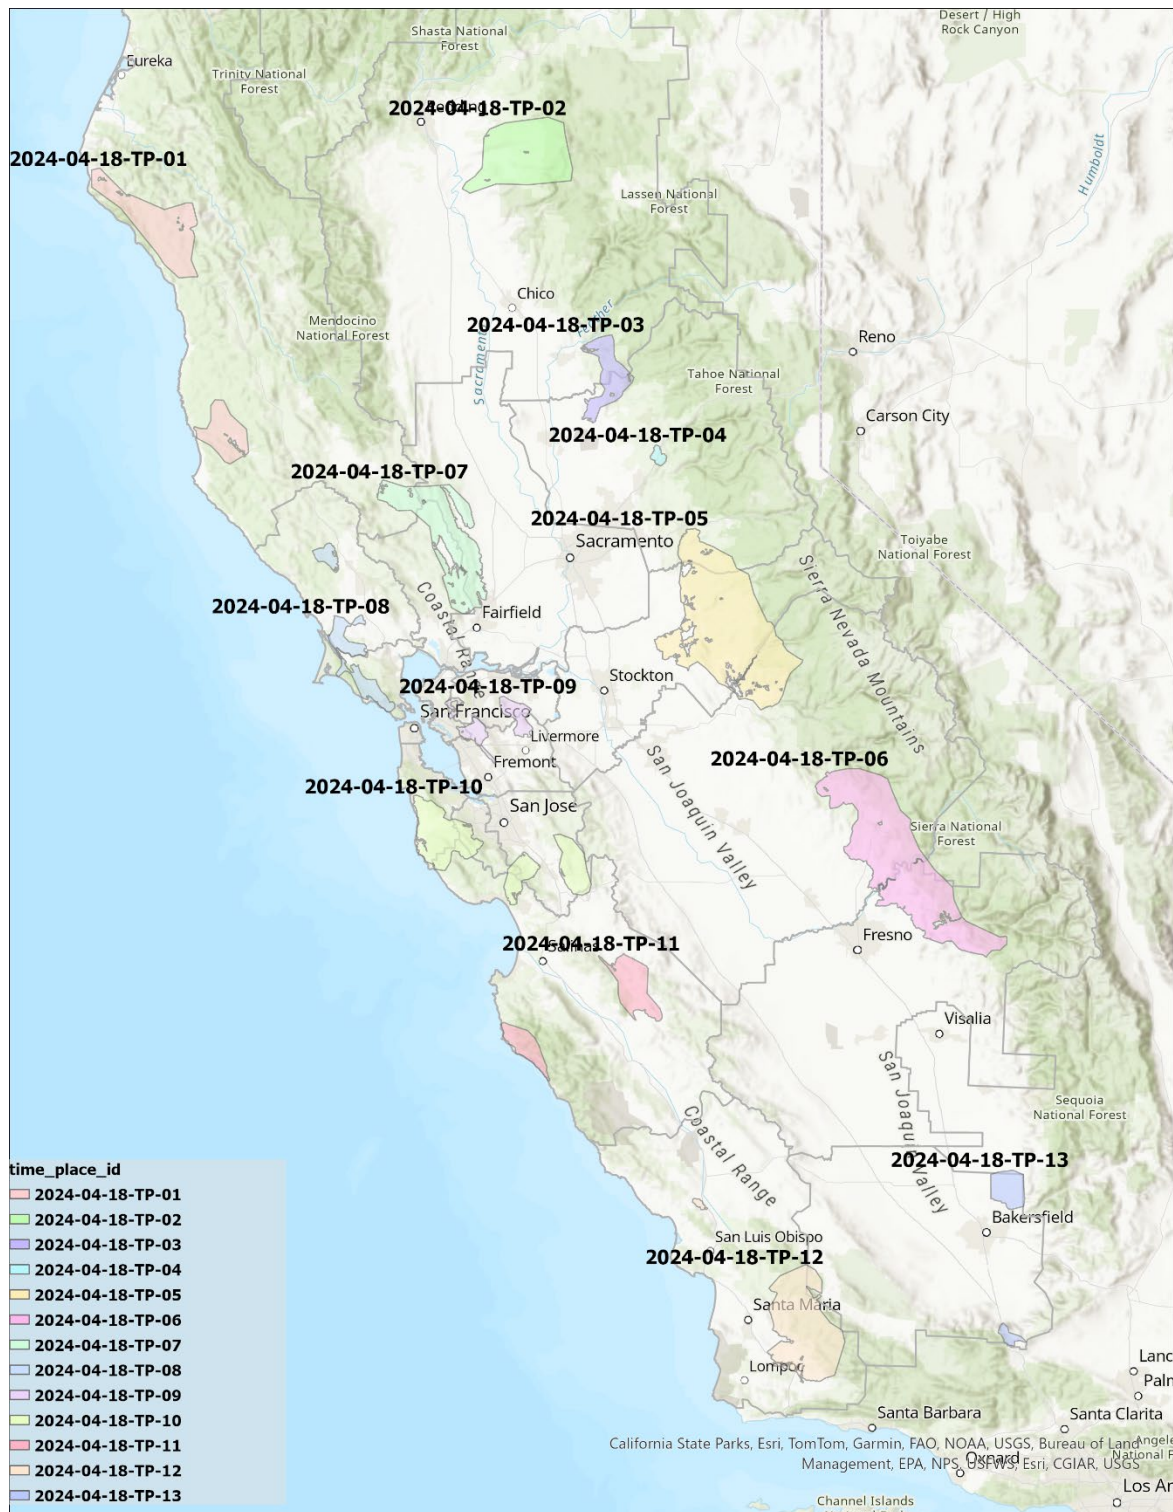 Desert / High
Rock Canyon
Shasta National
Forest
Eureka
Trinity National
Forest
2024-04-18-TP-02
Humboldt
2024-04-18-TP-01
Lassen National
Forest
Chico
Feather
2024-04-18-TP-03
Mendocino
National Forest
Reno
Sacramento
Tahoe National
Forest
Carson City
2024-04-18-TP-04
2024-04-18-TP-07
2024-04-18-TP-05
Sacramento
Toiyabe
National Forest
Sierra Nevada Mountains
Coastal Range
2024-04-18-TP-08
Fairfield
Stockton
2024-04-18-TP-09
San Francisco
Livermore
San Joaquin Valley
2024-04-18-TP-06
Fremont
2024-04-18-TP-10
San Jose
Sierra National
Forest
Fresno
2024-04-18-TP-11
Salinas
Visalia
San Joaquin Valley
Sequoia
National Forest
Coastal Range
2024-04-18-TP-13
Bakersfield
San Luis Obispo
2024-04-18-TP-12
Santa Maria
Lompoc
Lanc
Palm
Santa Barbara
Santa Clarita
California State Parks, Esri, TomTom, Garmin, FAO, NOAA, USGS, Bureau of Land
Management, EPA, NPS, USFWS, Esri, CGIAR, USGS
Angele
National F
Oxnard
Los An
Channel Islands
time_place_id
2024-04-18-TP-01
2024-04-18-TP-02
2024-04-18-TP-03
2024-04-18-TP-04
2024-04-18-TP-05
2024-04-18-TP-06
2024-04-18-TP-07
2024-04-18-TP-08
2024-04-18-TP-09
2024-04-18-TP-10
2024-04-18-TP-11
2024-04-18-TP-12
2024-04-18-TP-13